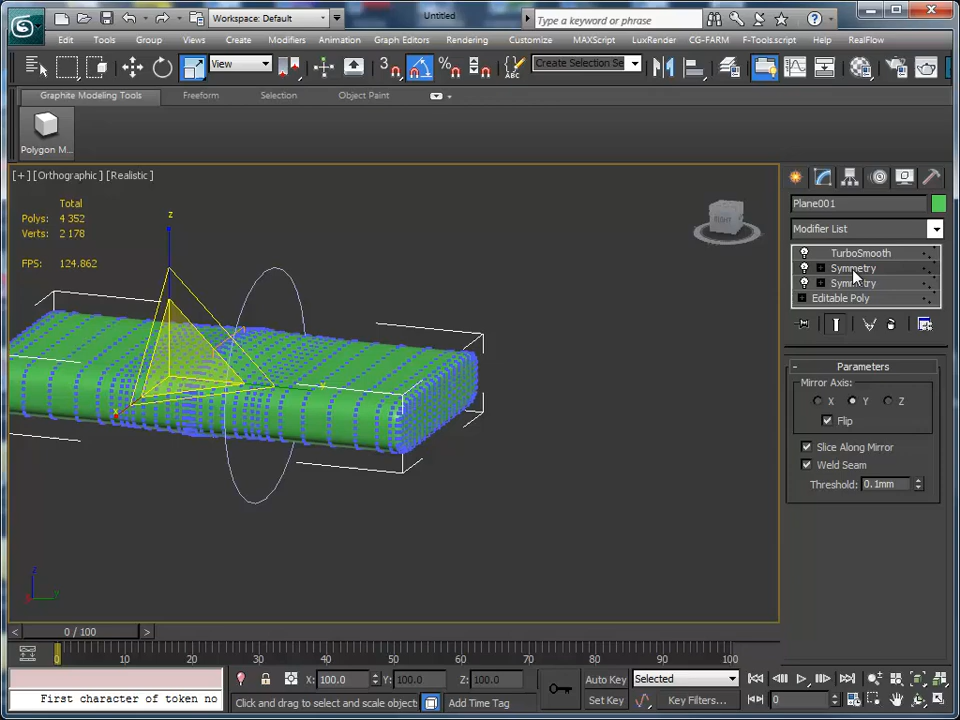 Workspace: Default
Untitled
Type a keyword or phrase
Edit
Tools
Group
Views
Create
Modifiers
Animation
Graph Editors
Rendering
Customize
MAXScript
LuxRender
CG-FARM
F-Tools.script
Help
RealFlow
View
3
%
ABC
Create Selection Se
Graphite Modeling Tools
Freeform
Selection
Object Paint
Polygon M...
[+] [Orthographic] [Realistic]
Total
Polys: 4 352
Verts: 2 178
FPS: 124.862
z
x
y
RIGHT
Plane001
Modifier List
TurboSmooth
Symmetry
Symmetry
Editable Poly
Parameters
Mirror Axis:
X Y Z
Flip
Slice Along Mirror
Weld Seam
Threshold: 0.1mm
0 / 100
0 10 20 30 40 50 60 70 80 90 100
X: 100.0 Y: 100.0 Z: 100.0
Auto Key Selected
First character of token no
Click and drag to select and scale objec
Add Time Tag
Set Key
Key Filters...
0